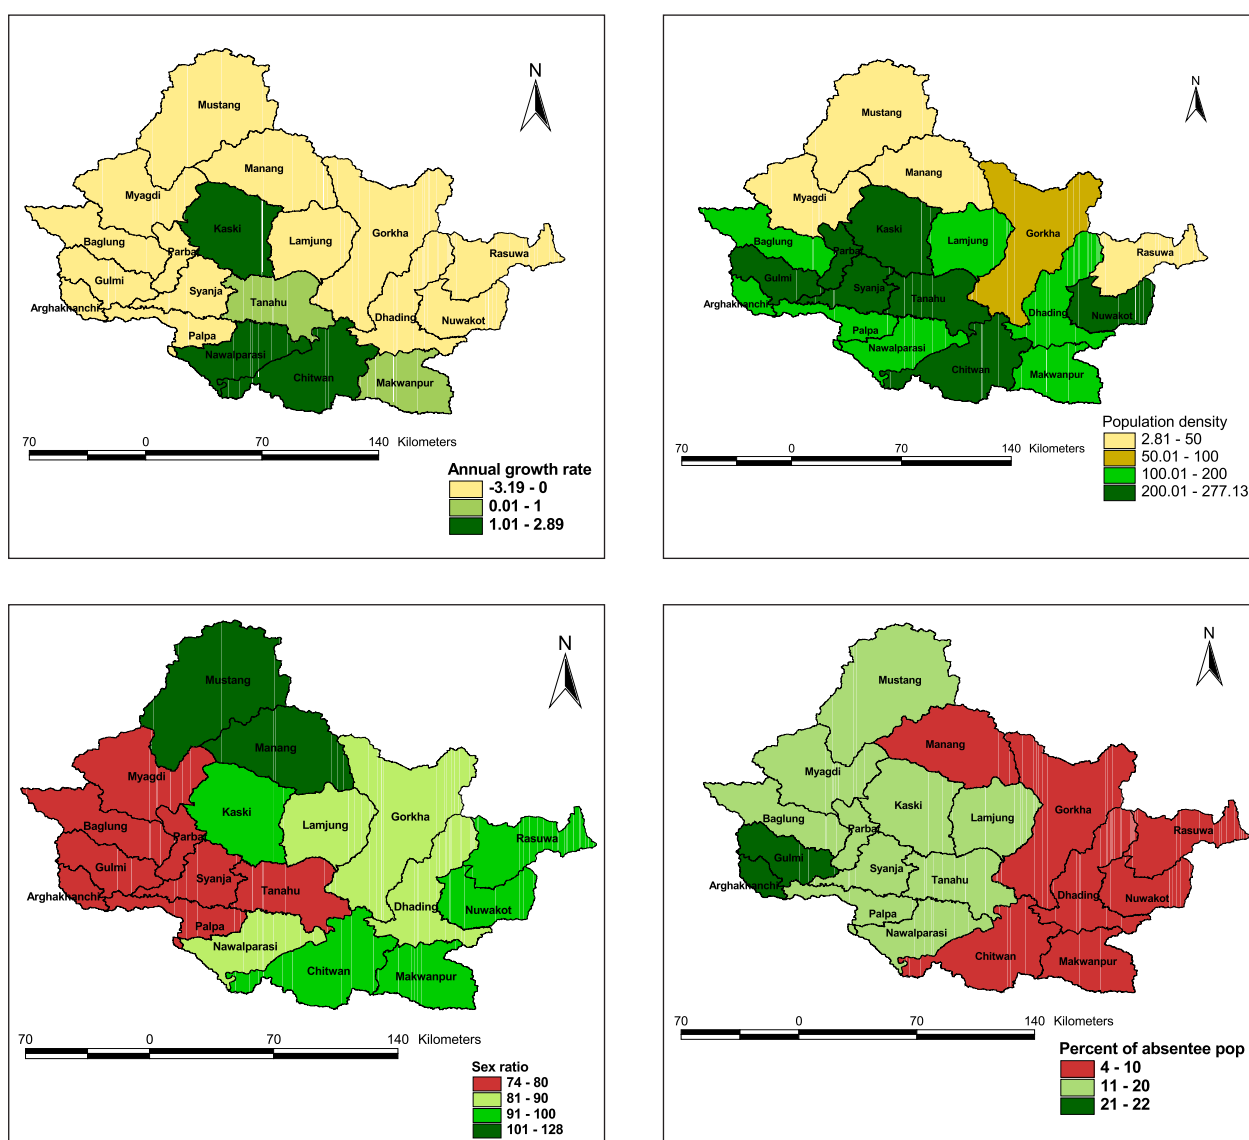 N
Mustang
Manang
Myagdi
Kaski
Lamjung
Gorkha
Baglung
Parbat
Rasuwa
Gulmi
Syanja
Tanahu
Arghakhanchi
Dhading
Nuwakot
Palpa
Nawalparasi
Chitwan
Makwanpur
70 0 70 140 Kilometers
Annual growth rate
-3.19 - 0
0.01 - 1
1.01 - 2.89
N
Mustang
Manang
Myagdi
Kaski
Gorkha
Baglung
Lamjung
Parbat
Rasuwa
Gulmi
Syanja
Tanahu
Arghakhanchi
Dhading
Nuwakot
Palpa
Nawalparasi
Chitwan
Makwanpur
70 0 70 140 Kilometers
Population density
2.81 - 50
50.01 - 100
100.01 - 200
200.01 - 277.13
N
Mustang
Manang
Myagdi
Kaski
Gorkha
Baglung
Lamjung
Parbat
Rasuwa
Gulmi
Syanja
Tanahu
Arghakhanchi
Dhading
Nuwakot
Palpa
Nawalparasi
Chitwan
Makwanpur
70 0 70 140 Kilometers
Sex ratio
74 - 80
81 - 90
91 - 100
101 - 128
N
Mustang
Manang
Myagdi
Kaski
Gorkha
Baglung
Lamjung
Parbat
Rasuwa
Gulmi
Syanja
Tanahu
Arghakhanchi
Dhading
Nuwakot
Palpa
Nawalparasi
Chitwan
Makwanpur
70 0 70 140 Kilometers
Percent of absentee pop
4 - 10
11 - 20
21 - 22